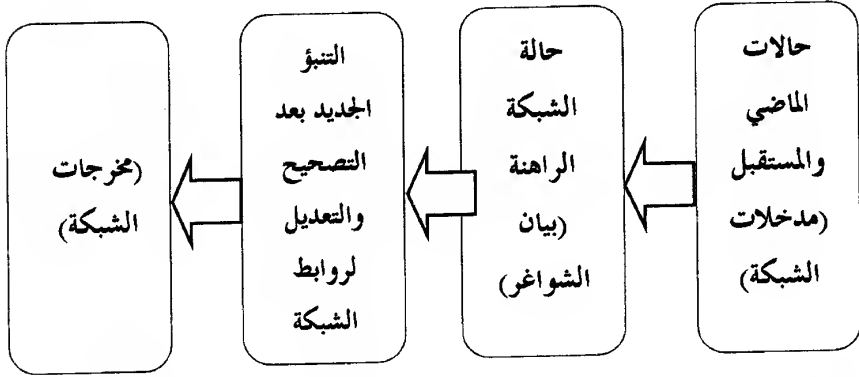 حالات
الماضي
والمستقبل
(مدخلات
الشبكة)
حالة
الشبكة
الراهنة
(بيان
الشواغر)
التنبؤ
الجديد بعد
التصحيح
والتعديل
لروابط
الشبكة
(مخرجات
الشبكة)